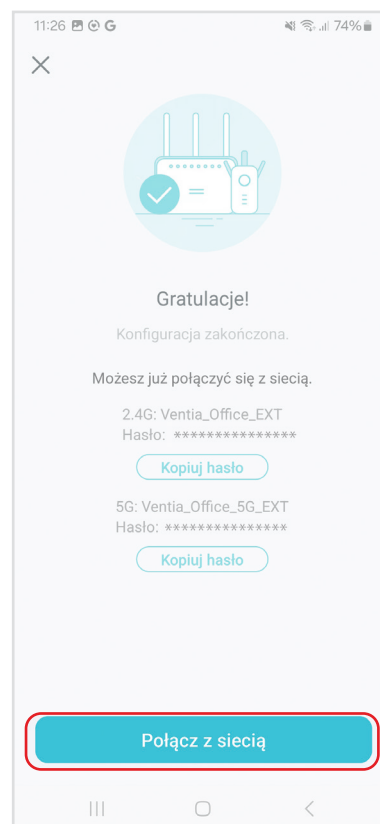 11:26 G 74%
Gratulacje!
Konfiguracja zakończona.
Możesz już połączyć się z siecią.
2.4G: Ventia_Office_EXT
Hasło: ***************
Kopiuj hasło
5G: Ventia_Office_5G_EXT
Hasło: ***************
Kopiuj hasło
Połącz z siecią